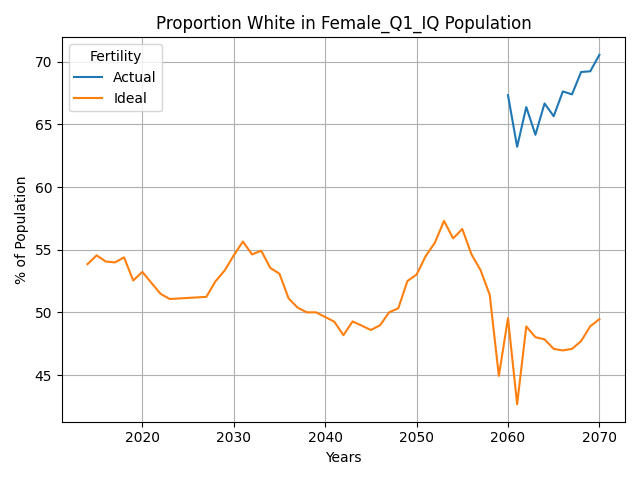 Proportion White in Female_Q1_IQ Population
Fertility
Actual
Ideal
% of Population
70
65
60
55
50
45
2020
2030
2040
2050
2060
2070
Years